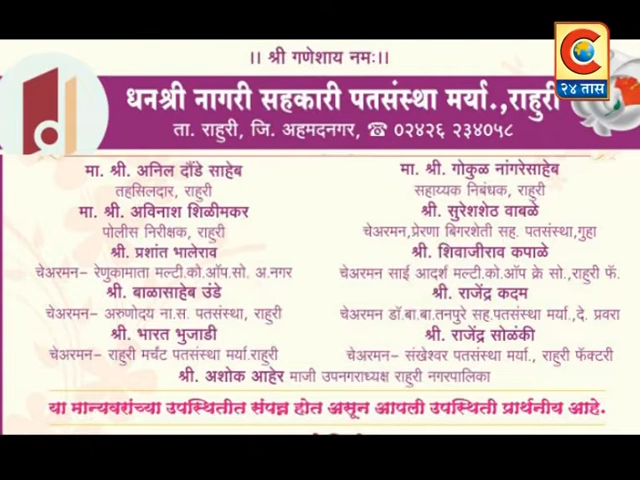 ।। श्री गणेशाय नमः।।
C
२४ तास
धनश्री नागरी सहकारी पतसंस्था मर्या.,राहुरी
ता. राहुरी, जि. अहमदनगर, ☎ ०२४२६ २३४०५८
मा. श्री. अनिल दौंडे साहेब
तहसिलदार, राहुरी
मा. श्री. अविनाश शिळीमकर
पोलीस निरीक्षक, राहुरी
श्री. प्रशांत भालेराव
चेअरमन- रेणुकामाता मल्टी.को.ऑप.सो. अ.नगर
श्री. बाळासाहेब उंडे
चेअरमन- अरुणोदय ना.स. पतसंस्था, राहुरी
श्री. भारत भुजाडी
चेअरमन- राहुरी मर्चंट पतसंस्था मर्या.राहुरी
मा. श्री. गोकुळ नांगरेसाहेब
सहाय्यक निबंधक, राहुरी
श्री. सुरेशशेठ वाबळे
चेअरमन,प्रेरणा बिगरशेती सह. पतसंस्था,गुहा
श्री. शिवाजीराव कपाळे
चेअरमन साई आदर्श मल्टी.को.ऑप क्रे सो.,राहुरी फॅ.
श्री. राजेंद्र कदम
चेअरमन डॉ.बा.बा.तनपुरे सह.पतसंस्था मर्या.,दे. प्रवरा
श्री. राजेंद्र सोळंकी
चेअरमन- संखेश्वर पतसंस्था मर्या., राहुरी फॅक्टरी
श्री. अशोक आहेर माजी उपनगराध्यक्ष राहुरी नगरपालिका
या मान्यवरांच्या उपस्थितीत संपन्न होत असून आपली उपस्थिती प्रार्थनीय आहे.